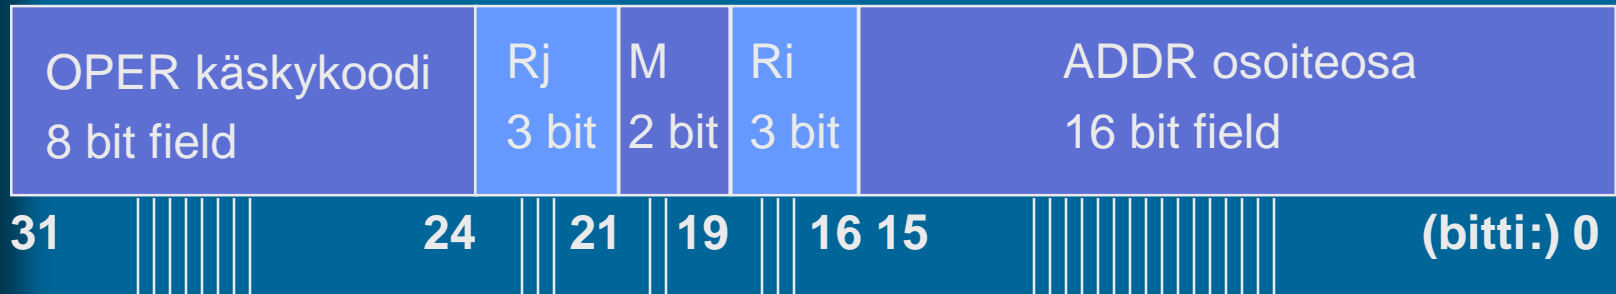 OPER käskykoodi
8 bit field
Rj
3 bit
M
2 bit
Ri
3 bit
ADDR osoiteosa
16 bit field
31 24 21 19 16 15 (bitti:) 0